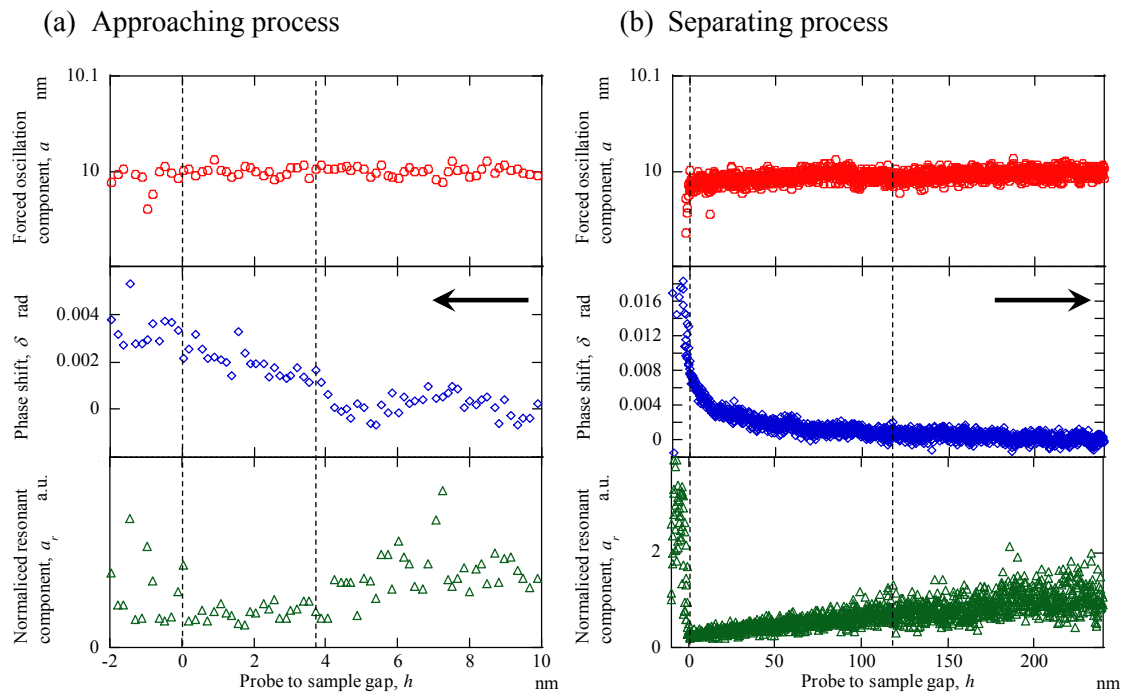 (a) Approaching process
(b) Separating process
10.1
10
nm
Forced oscillation
component, a
0.004
0.002
0
Phase shift, δ rad
0
a.u.
Normaliced resonant
component, a_r
-2 0 2 4 6 8 10
Probe to sample gap, h nm
10.1
10
nm
Forced oscillation
component, a
0.016
0.012
0.008
0.004
0
Phase shift, δ rad
2
0
a.u.
Normaliced resonant
component, a_r
0 50 100 150 200
Probe to sample gap, h nm